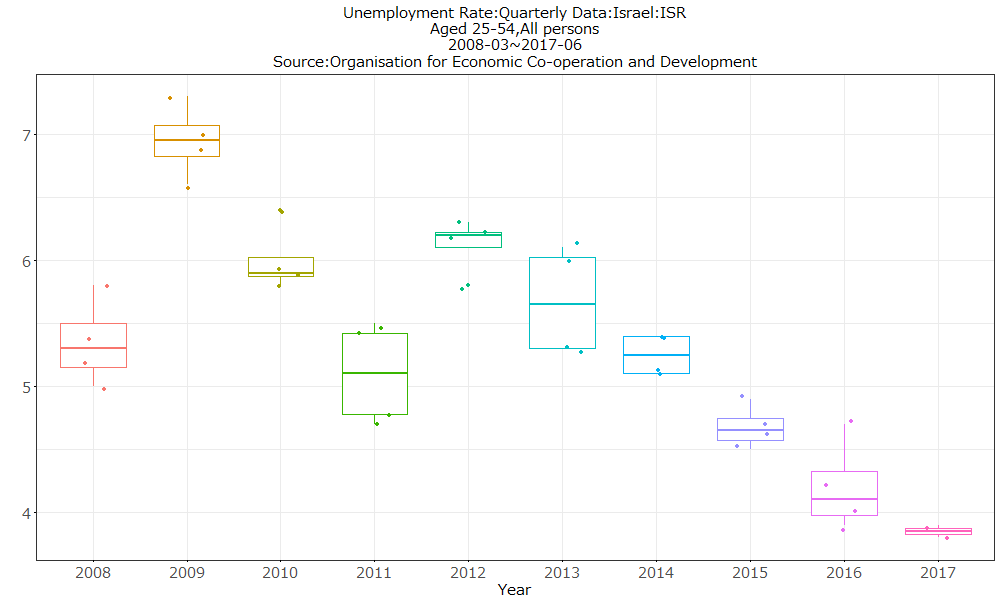 Unemployment Rate:Quarterly Data:Israel:ISR
Aged 25-54,All persons
2008-03~2017-06
Source:Organisation for Economic Co-operation and Development
7
6
5
4
2008 2009 2010 2011 2012 2013 2014 2015 2016 2017
Year